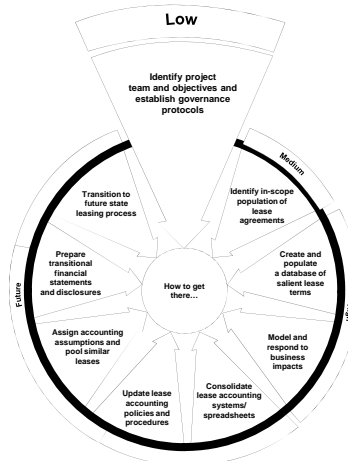 Low
Identify project
team and objectives and
establish governance
protocols
Medium
Identify in-scope
population of
lease
agreements
Create and
populate
a database of
salient lease
terms
Model and
respond to
business
impacts
Consolidate
lease accounting
systems/
spreadsheets
Update lease
accounting
policies and
procedures
Assign accounting
assumptions and
pool similar
leases
Prepare
transitional
financial
statements
and disclosures
Transition to
future state
leasing process
Future
How to get
there…